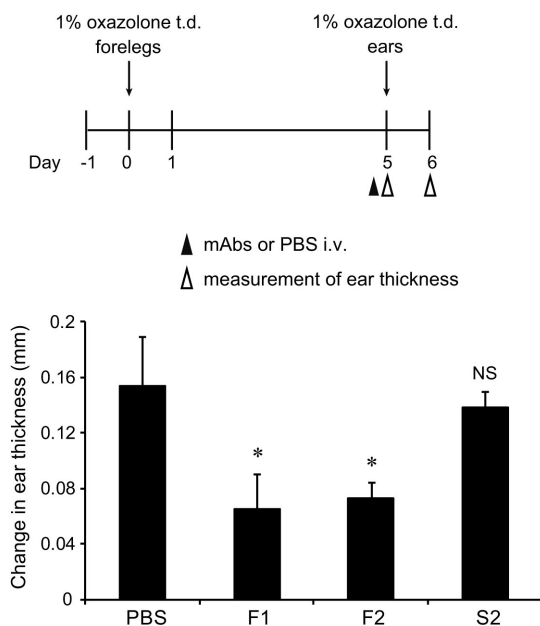 1% oxazolone t.d. 1% oxazolone t.d.
forelegs ears
Day -1 0 1 5 6
mAbs or PBS i.v.
measurement of ear thickness
Change in ear thickness (mm)
0.2
0.16
0.12
0.08
0.04
0
* * NS
PBS F1 F2 S2